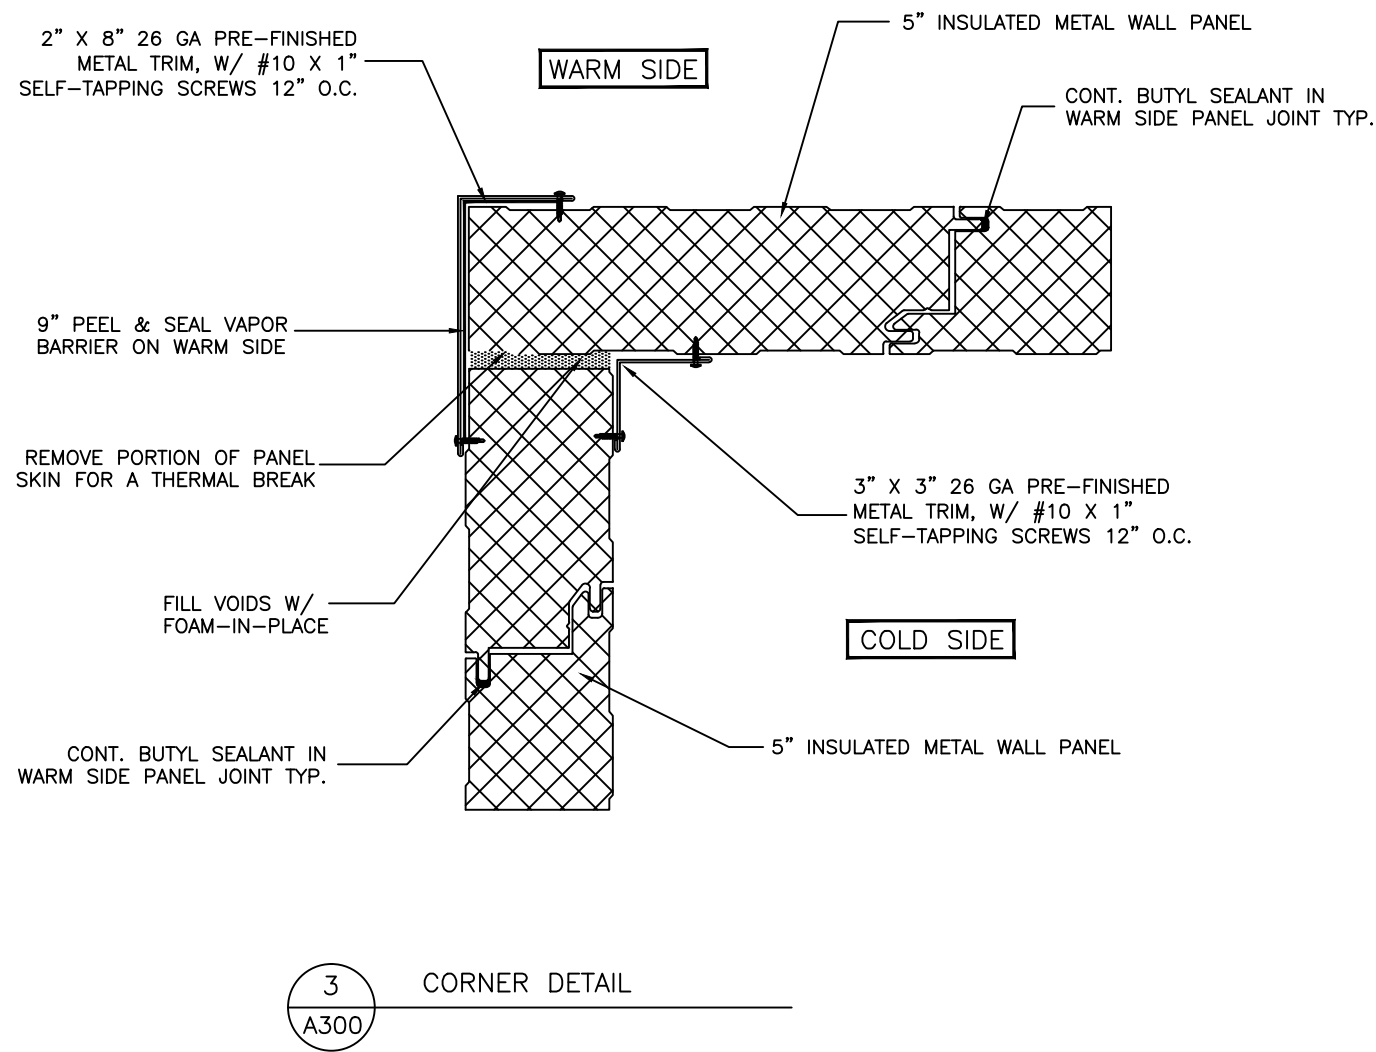 5” INSULATED METAL WALL PANEL
2” X 8” 26 GA PRE–FINISHED
METAL TRIM, W/ #10 X 1”
SELF–TAPPING SCREWS 12” O.C.
WARM SIDE
CONT. BUTYL SEALANT IN
WARM SIDE PANEL JOINT TYP.
9” PEEL & SEAL VAPOR
BARRIER ON WARM SIDE
REMOVE PORTION OF PANEL
SKIN FOR A THERMAL BREAK
3” X 3” 26 GA PRE–FINISHED
METAL TRIM, W/ #10 X 1”
SELF–TAPPING SCREWS 12” O.C.
FILL VOIDS W/
FOAM–IN–PLACE
COLD SIDE
CONT. BUTYL SEALANT IN
WARM SIDE PANEL JOINT TYP.
5” INSULATED METAL WALL PANEL
3
CORNER DETAIL
A300